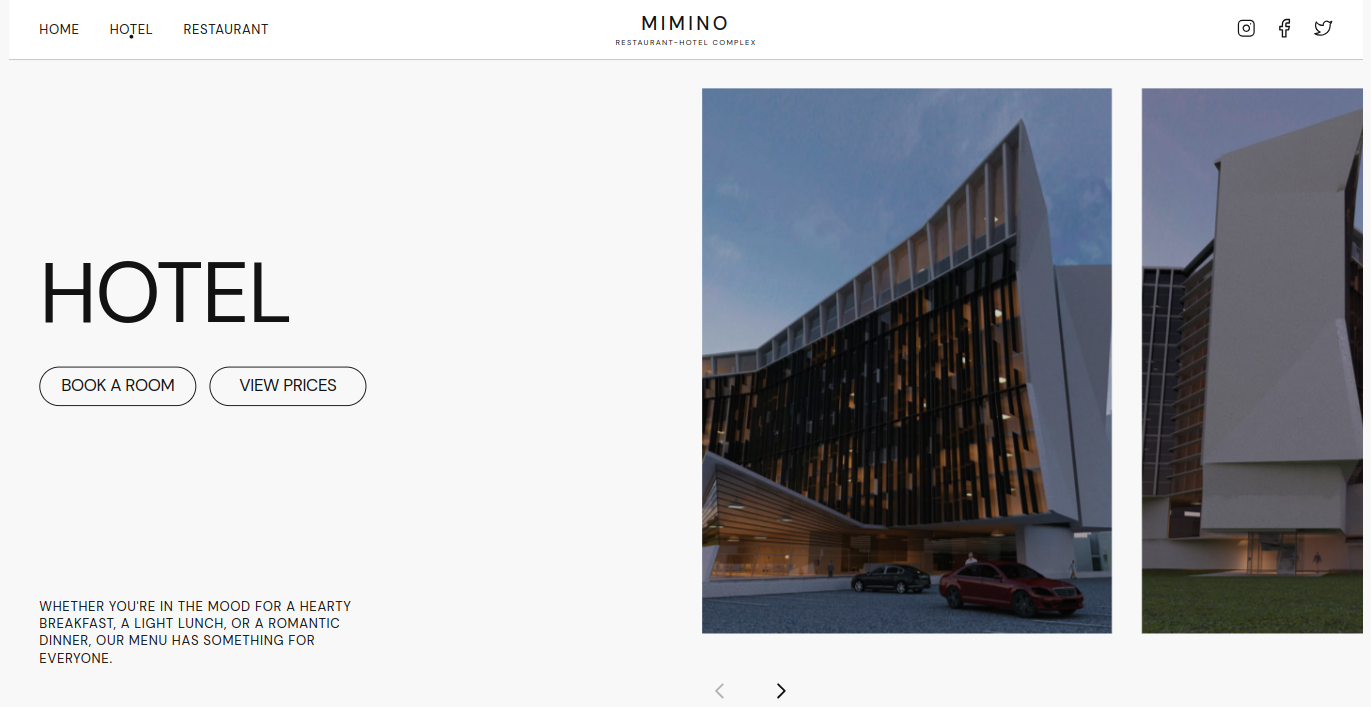 HOME
HOTEL
RESTAURANT
MIMINO
RESTAURANT-HOTEL COMPLEX
HOTEL
BOOK A ROOM
VIEW PRICES
WHETHER YOU'RE IN THE MOOD FOR A HEARTY
BREAKFAST, A LIGHT LUNCH, OR A ROMANTIC
DINNER, OUR MENU HAS SOMETHING FOR
EVERYONE.